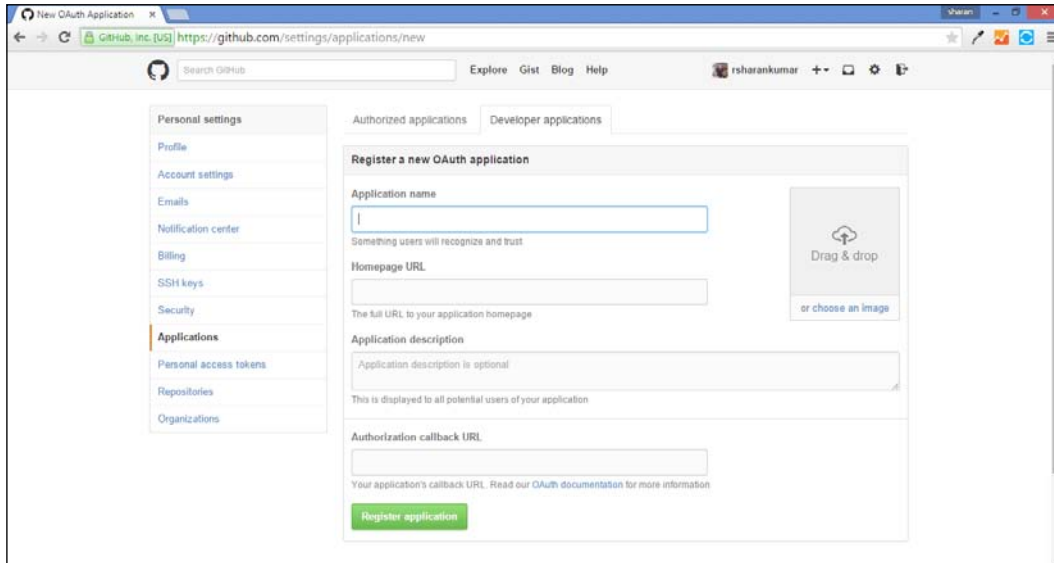 New OAuth Application
sharan
GitHub, Inc. [US] https://github.com/settings/applications/new
Search GitHub
Explore Gist Blog Help
rsharankumar
Personal settings
Profile
Account settings
Emails
Notification center
Billing
SSH keys
Security
Applications
Personal access tokens
Repositories
Organizations
Authorized applications
Developer applications
Register a new OAuth application
Application name
Something users will recognize and trust
Homepage URL
The full URL to your application homepage
Drag & drop
or choose an image
Application description
Application description is optional
This is displayed to all potential users of your application
Authorization callback URL
Your application's callback URL. Read our OAuth documentation for more information
Register application